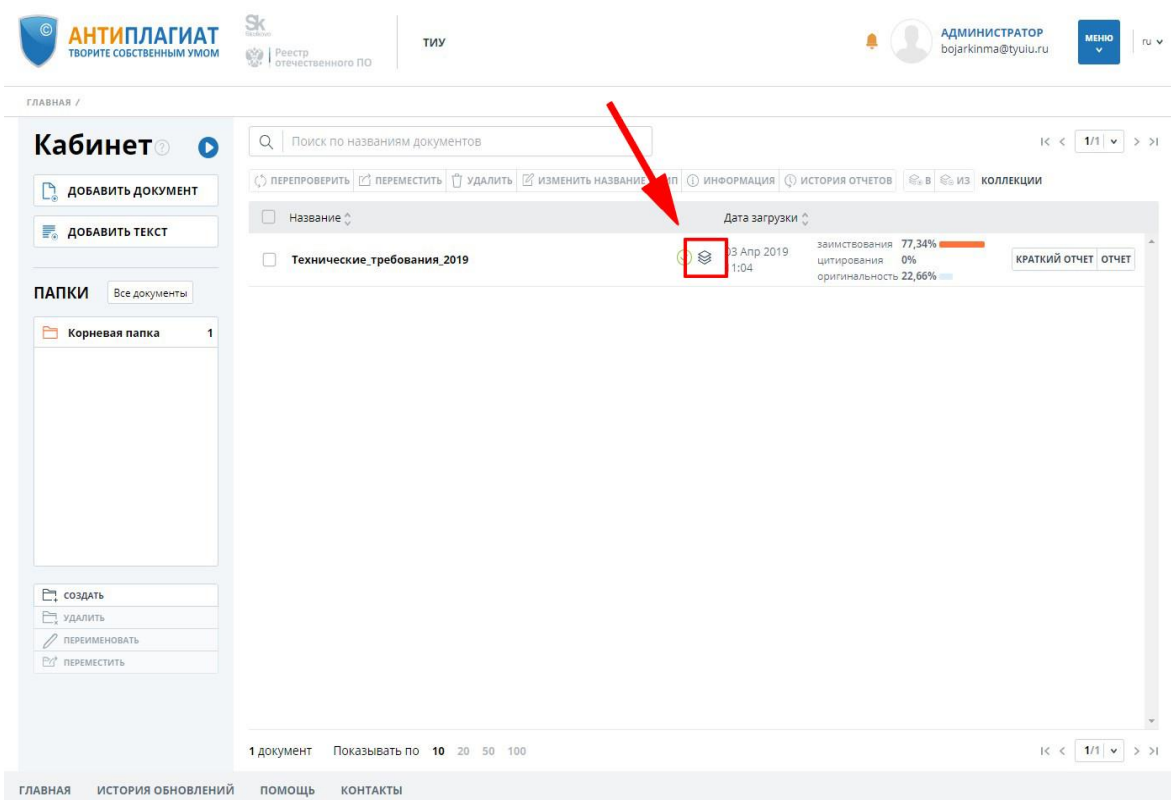 АНТИПЛАГИАТ
ТВОРИТЕ СОБСТВЕННЫМ УМОМ
Sk
Реестр
отечественного ПО
ТИУ
АДМИНИСТРАТОР
bojarkinma@tyuiu.ru
МЕНЮ
ru
ГЛАВНАЯ /
Кабинет
ДОБАВИТЬ ДОКУМЕНТ
ДОБАВИТЬ ТЕКСТ
ПАПКИ Все документы
Корневая папка 1
СОЗДАТЬ
УДАЛИТЬ
ПЕРЕИМЕНОВАТЬ
ПЕРЕМЕСТИТЬ
Поиск по названиям документов
1/1
ПЕРЕПРОВЕРИТЬ ПЕРЕМЕСТИТЬ УДАЛИТЬ ИЗМЕНИТЬ НАЗВАНИЕ ИНФОРМАЦИЯ ИСТОРИЯ ОТЧЕТОВ В ИЗ КОЛЛЕКЦИИ
Название Дата загрузки
Технические_требования_2019
03 Апр 2019
1:04
заимствования 77,34%
цитирования 0%
оригинальность 22,66%
КРАТКИЙ ОТЧЕТ ОТЧЕТ
1 документ Показывать по 10 20 50 100
1/1
ГЛАВНАЯ ИСТОРИЯ ОБНОВЛЕНИЙ ПОМОЩЬ КОНТАКТЫ